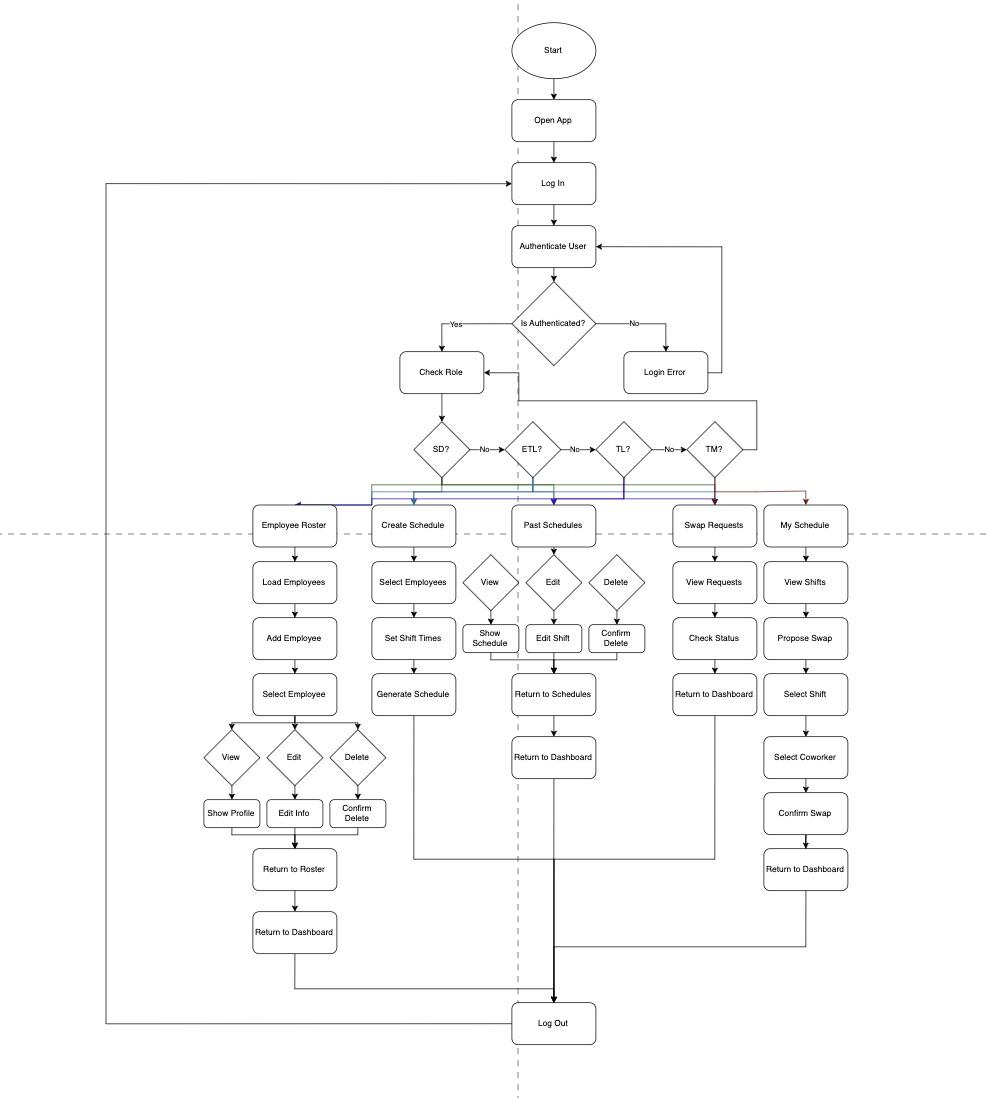 Start
Open App
Log In
Authenticate User
Is Authenticated?
Yes
No
Check Role
Login Error
SD?
No
ETL?
No
TL?
No
TM?
Employee Roster
Create Schedule
Past Schedules
Swap Requests
My Schedule
Load Employees
Select Employees
View
Edit
Delete
View Requests
View Shifts
Add Employee
Set Shift Times
Show
Schedule
Edit Shift
Confirm
Delete
Check Status
Propose Swap
Select Employee
Generate Schedule
Return to Schedules
Return to Dashboard
Select Shift
View
Edit
Delete
Return to Dashboard
Select Coworker
Show Profile
Edit Info
Confirm
Delete
Confirm Swap
Return to Roster
Return to Dashboard
Return to Dashboard
Log Out